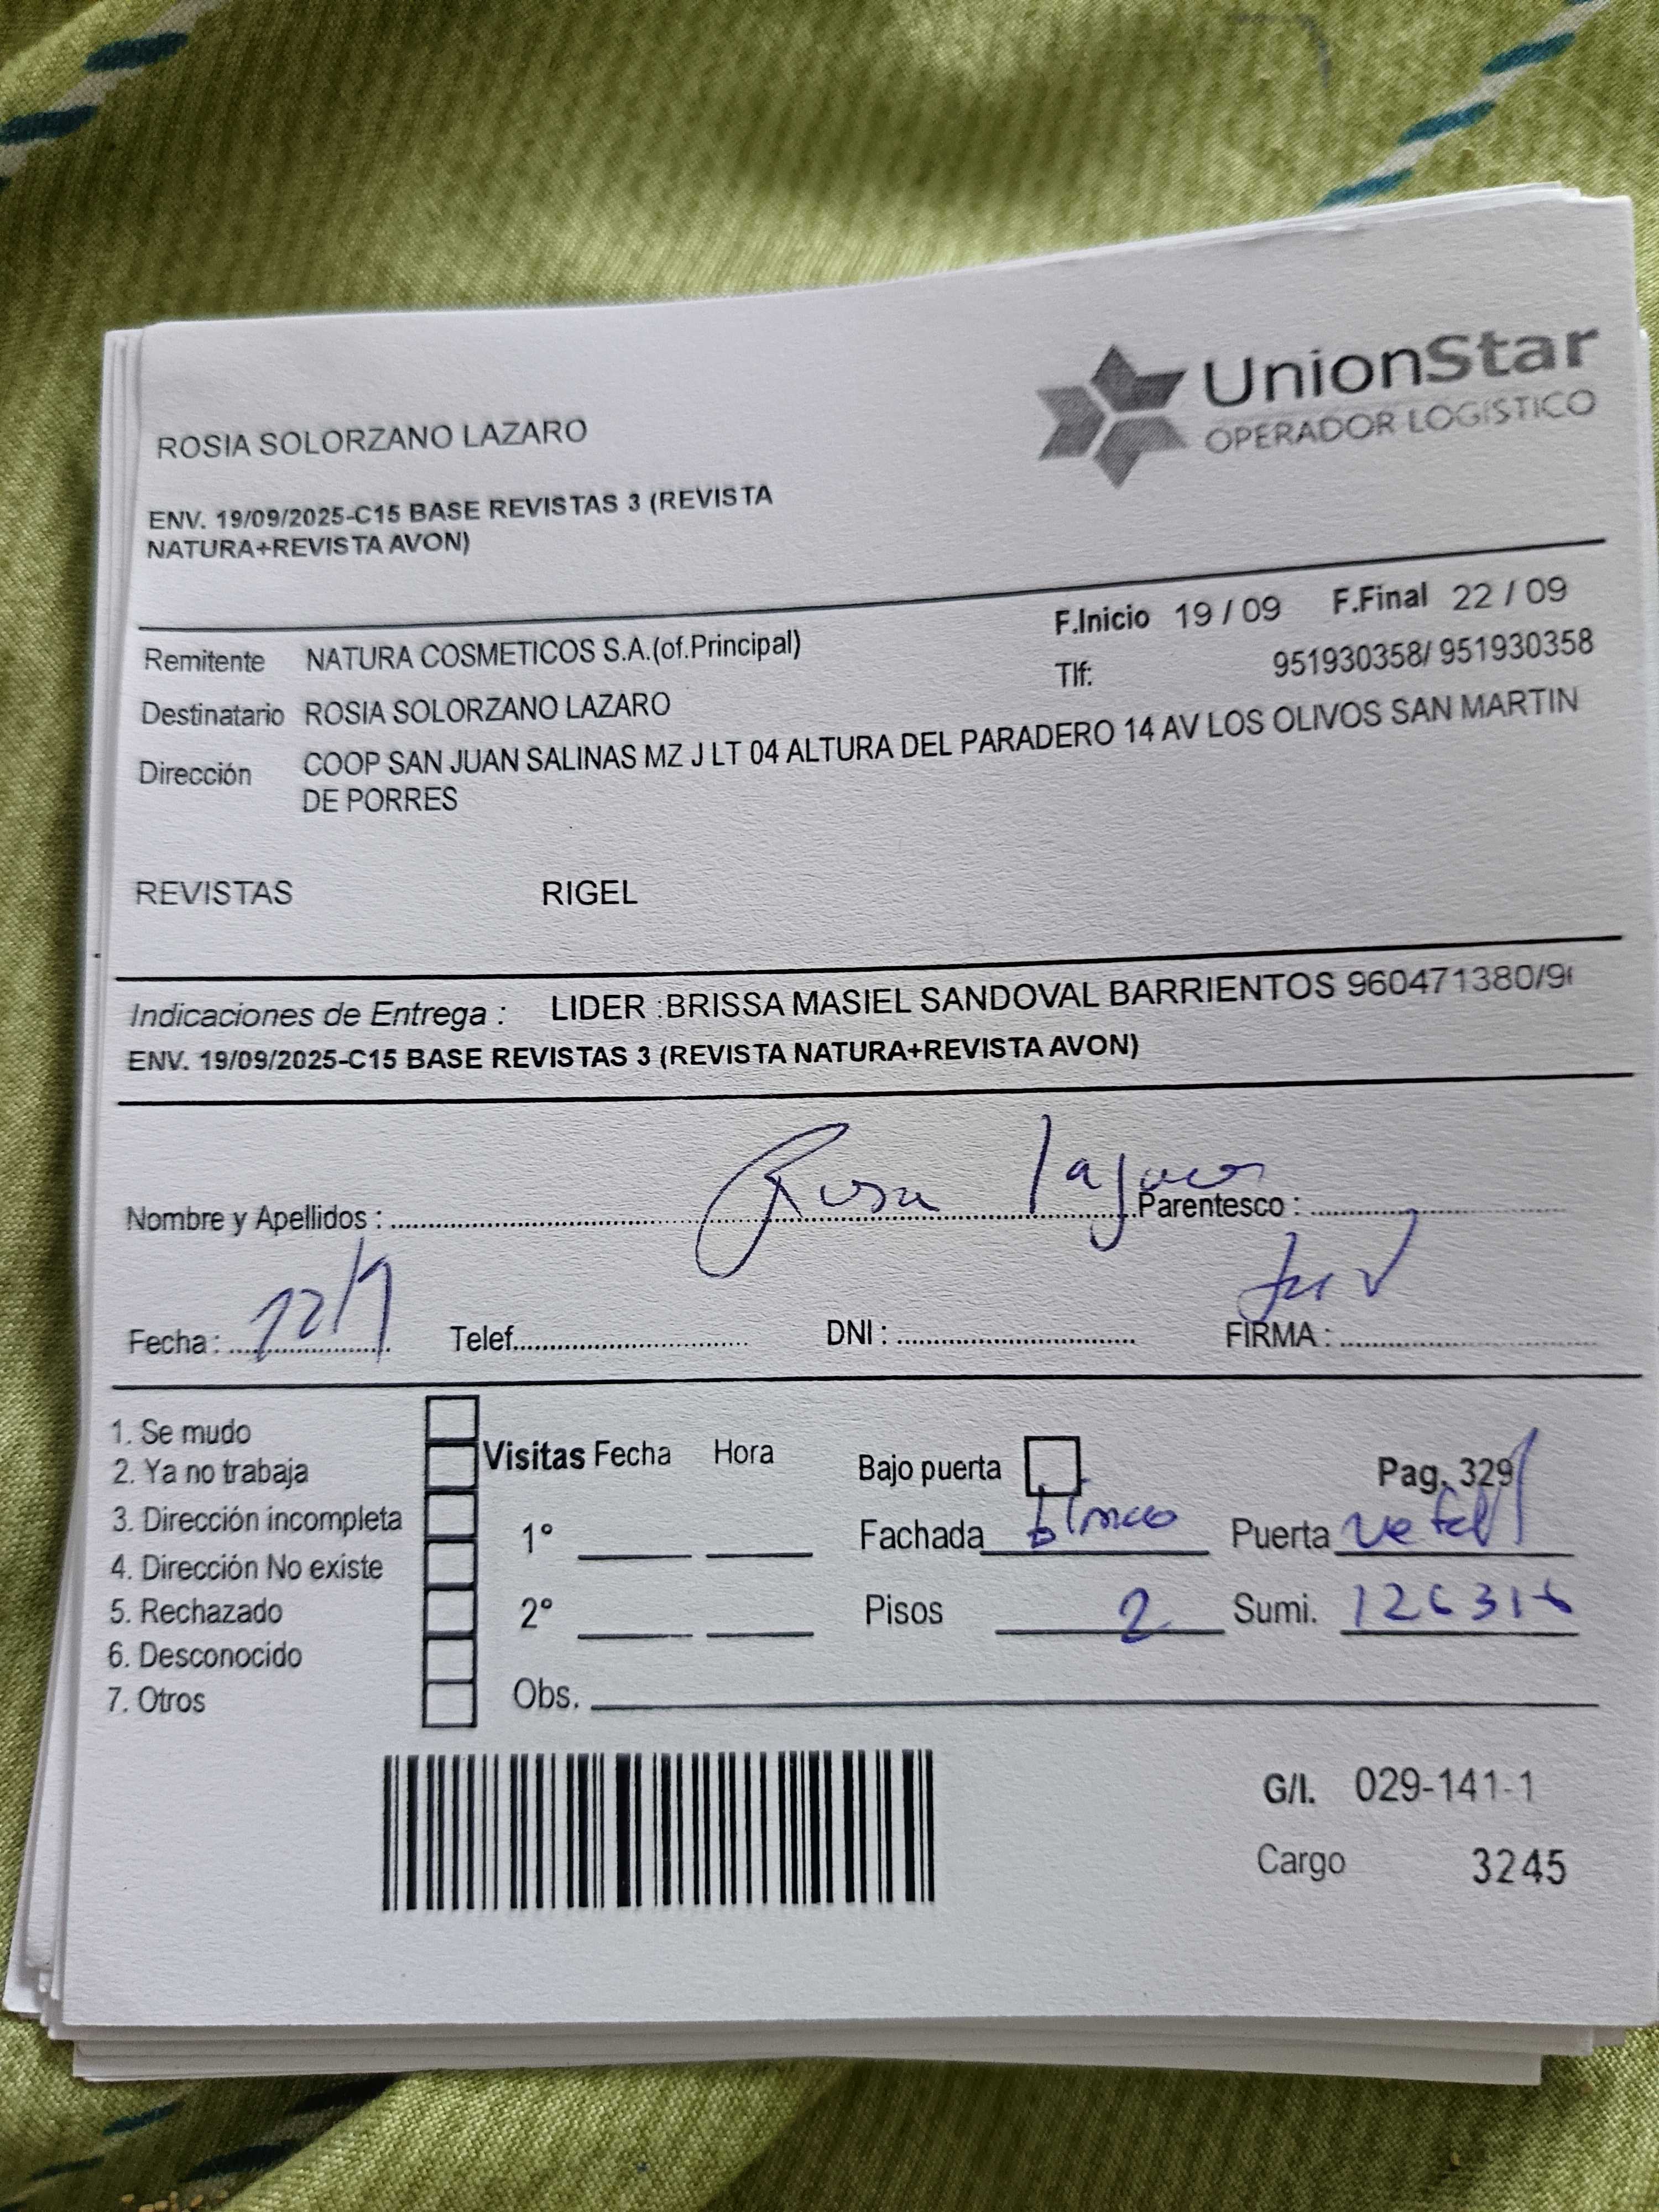 UnionStar
OPERADOR LOGISTICO
ROSIA SOLORZANO LAZARO
ENV. 19/09/2025-C15 BASE REVISTAS 3 (REVISTA
NATURA+REVISTA AVON)
F.Inicio 19 / 09 F.Final 22 / 09
Remitente NATURA COSMETICOS S.A.(of.Principal)
Tlf: 951930358/ 951930358
Destinatario ROSIA SOLORZANO LAZARO
Dirección COOP SAN JUAN SALINAS MZ J LT 04 ALTURA DEL PARADERO 14 AV LOS OLIVOS SAN MARTIN
DE PORRES
REVISTAS RIGEL
Indicaciones de Entrega : LIDER :BRISSA MASIEL SANDOVAL BARRIENTOS 960471380/9
ENV. 19/09/2025-C15 BASE REVISTAS 3 (REVISTA NATURA+REVISTA AVON)
Nombre y Apellidos : Rosa Parentesco :
Fecha : Telef. DNI : FIRMA :
1. Se mudo
2. Ya no trabaja
3. Dirección incompleta
4. Dirección No existe
5. Rechazado
6. Desconocido
7. Otros
Visitas Fecha Hora
1°
2°
Obs.
Bajo puerta Pag. 329
Fachada Puerta
Pisos 2 Sumi.
G/I. 029-141-1
Cargo 3245